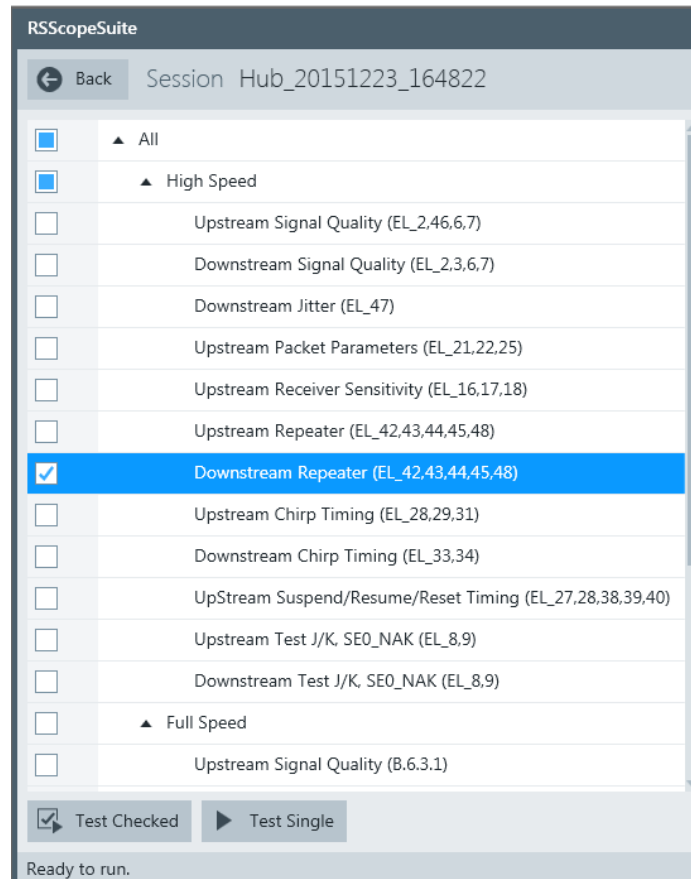 RSScopeSuite
Back Session Hub_20151223_164822
All
High Speed
Upstream Signal Quality (EL_2,46,6,7)
Downstream Signal Quality (EL_2,3,6,7)
Downstream Jitter (EL_47)
Upstream Packet Parameters (EL_21,22,25)
Upstream Receiver Sensitivity (EL_16,17,18)
Upstream Repeater (EL_42,43,44,45,48)
Downstream Repeater (EL_42,43,44,45,48)
Upstream Chirp Timing (EL_28,29,31)
Downstream Chirp Timing (EL_33,34)
UpStream Suspend/Resume/Reset Timing (EL_27,28,38,39,40)
Upstream Test J/K, SE0_NAK (EL_8,9)
Downstream Test J/K, SE0_NAK (EL_8,9)
Full Speed
Upstream Signal Quality (B.6.3.1)
Test Checked Test Single
Ready to run.